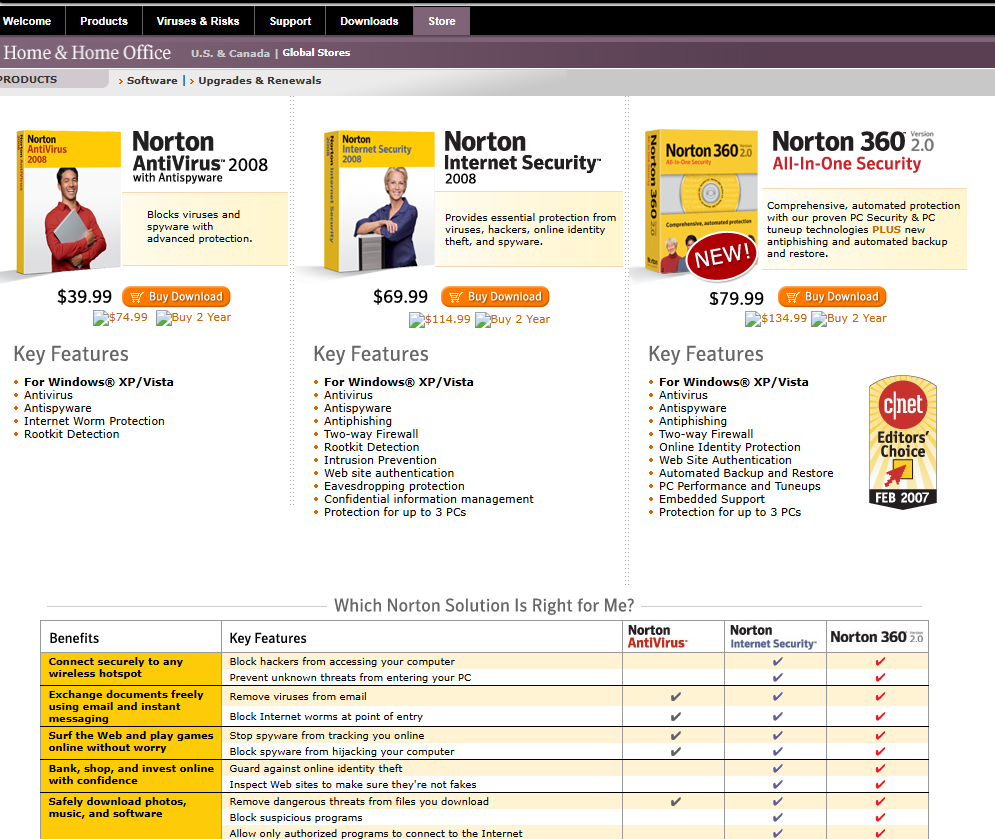 Welcome
Products
Viruses & Risks
Support
Downloads
Store
Home & Home Office
U.S. & Canada | Global Stores
PRODUCTS
Software | Upgrades & Renewals
Norton
AntiVirus
2008
Norton AntiVirus
Norton
AntiVirus™ 2008
with Antispyware
Blocks viruses and
spyware with
advanced protection.
$39.99
Buy Download
$74.99
Buy 2 Year
Key Features
For Windows® XP/Vista
Antivirus
Antispyware
Internet Worm Protection
Rootkit Detection
Norton
Internet Security
2008
Norton Internet Security
Norton
Internet Security™
2008
Provides essential protection from
viruses, hackers, online identity
theft, and spyware.
$69.99
Buy Download
$114.99
Buy 2 Year
Key Features
For Windows® XP/Vista
Antivirus
Antispyware
Antiphishing
Two-way Firewall
Rootkit Detection
Intrusion Prevention
Web site authentication
Eavesdropping protection
Confidential information management
Protection for up to 3 PCs
Norton 360 Version 2.0
All-In-One Security
Norton 360
Comprehensive, automated protection
NEW!
Norton 360™ Version 2.0
All-In-One Security
Comprehensive, automated protection
with our proven PC Security & PC
tuneup technologies PLUS new
antiphishing and automated backup
and restore.
$79.99
Buy Download
$134.99
Buy 2 Year
Key Features
For Windows® XP/Vista
Antivirus
Antispyware
Antiphishing
Two-way Firewall
Online Identity Protection
Web Site Authentication
Automated Backup and Restore
PC Performance and Tuneups
Embedded Support
Protection for up to 3 PCs
c|net
Editors'
Choice
FEB 2007
Which Norton Solution Is Right for Me?
Benefits
Key Features
Norton
AntiVirus™
Norton
Internet Security™
Norton 360 Version 2.0
Connect securely to any
wireless hotspot
Block hackers from accessing your computer
Prevent unknown threats from entering your PC
Exchange documents freely
using email and instant
messaging
Remove viruses from email
Block Internet worms at point of entry
Surf the Web and play games
online without worry
Stop spyware from tracking you online
Block spyware from hijacking your computer
Bank, shop, and invest online
with confidence
Guard against online identity theft
Inspect Web sites to make sure they're not fakes
Safely download photos,
music, and software
Remove dangerous threats from files you download
Block suspicious programs
Allow only authorized programs to connect to the Internet